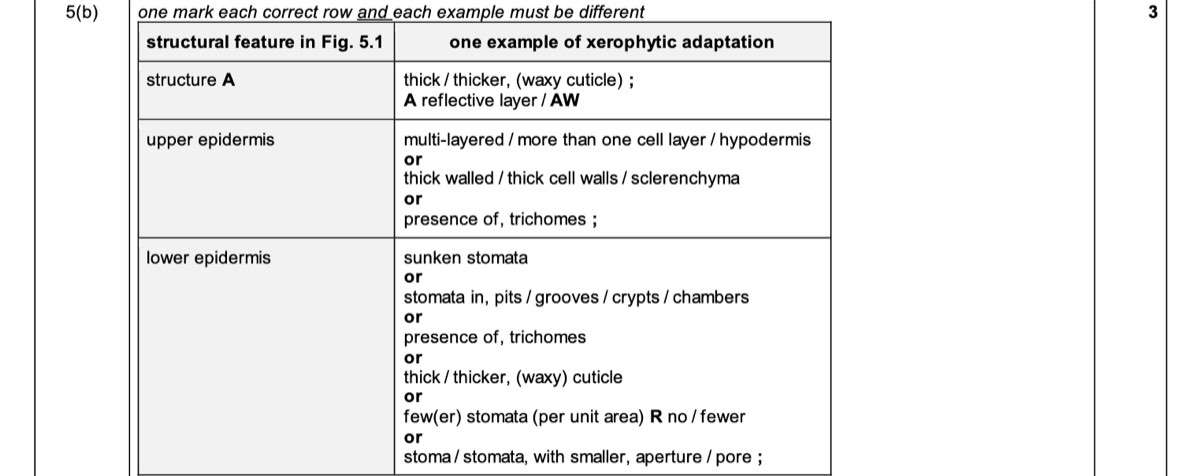 5(b) one mark each correct row and each example must be different 3
structural feature in Fig. 5.1 one example of xerophytic adaptation
structure A thick / thicker, (waxy cuticle) ;
A reflective layer / AW
upper epidermis multi-layered / more than one cell layer / hypodermis
or
thick walled / thick cell walls / sclerenchyma
or
presence of, trichomes ;
lower epidermis sunken stomata
or
stomata in, pits / grooves / crypts / chambers
or
presence of, trichomes
or
thick / thicker, (waxy) cuticle
or
few(er) stomata (per unit area) R no / fewer
or
stoma / stomata, with smaller, aperture / pore ;